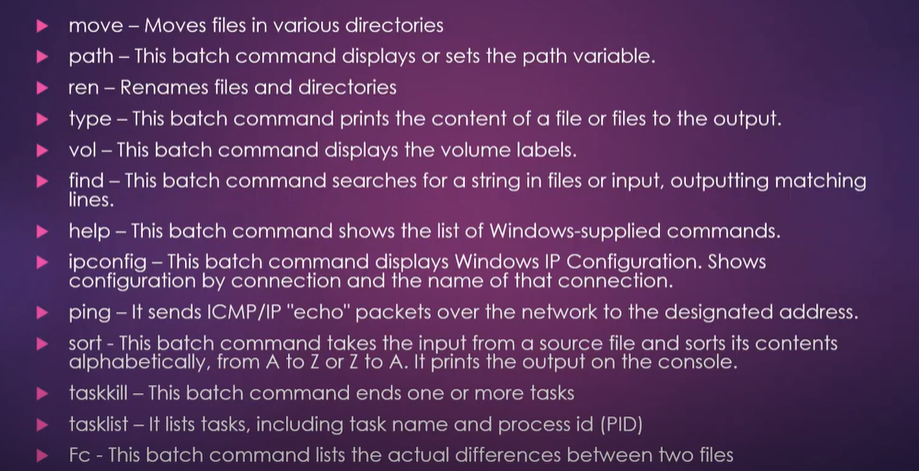 move – Moves files in various directories
path – This batch command displays or sets the path variable.
ren – Renames files and directories
type – This batch command prints the content of a file or files to the output.
vol – This batch command displays the volume labels.
find – This batch command searches for a string in files or input, outputting matching
lines.
help – This batch command shows the list of Windows-supplied commands.
ipconfig – This batch command displays Windows IP Configuration. Shows
configuration by connection and the name of that connection.
ping – It sends ICMP/IP "echo" packets over the network to the designated address.
sort - This batch command takes the input from a source file and sorts its contents
alphabetically, from A to Z or Z to A. It prints the output on the console.
taskkill – This batch command ends one or more tasks
tasklist – It lists tasks, including task name and process id (PID)
Fc - This batch command lists the actual differences between two files